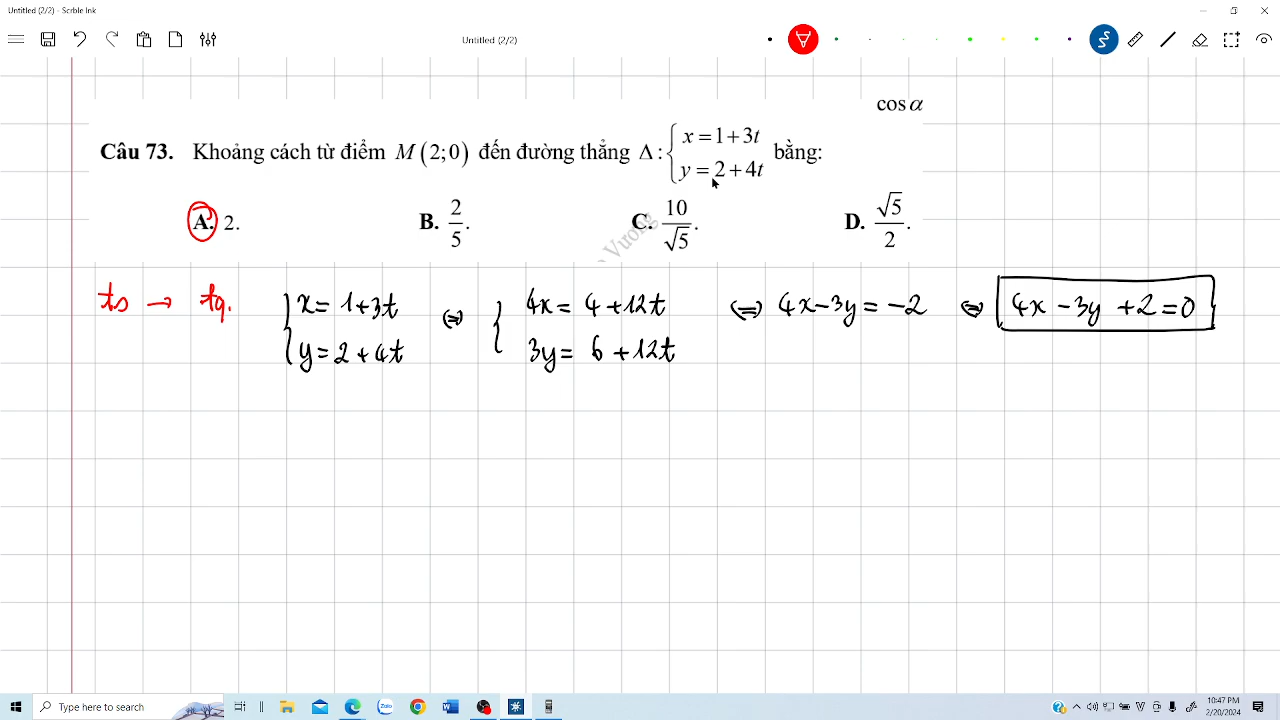 Untitled (2/2) - Scrble Ink
Untitled (2/2)
cos α
Câu 73. Khoảng cách từ điểm M(2;0) đến đường thẳng Δ: { x = 1 + 3t
y = 2 + 4t bằng:
A. 2. B. 2/5. C. 10/√5. D. √5/2.
Vương
ts → tq. { x = 1 + 3t ⇔ { 4x = 4 + 12t ⇔ 4x - 3y = -2 ⇔ 4x - 3y + 2 = 0
y = 2 + 4t 3y = 6 + 12t
Type here to search
Zalo
10:47 PM
2/20/2024